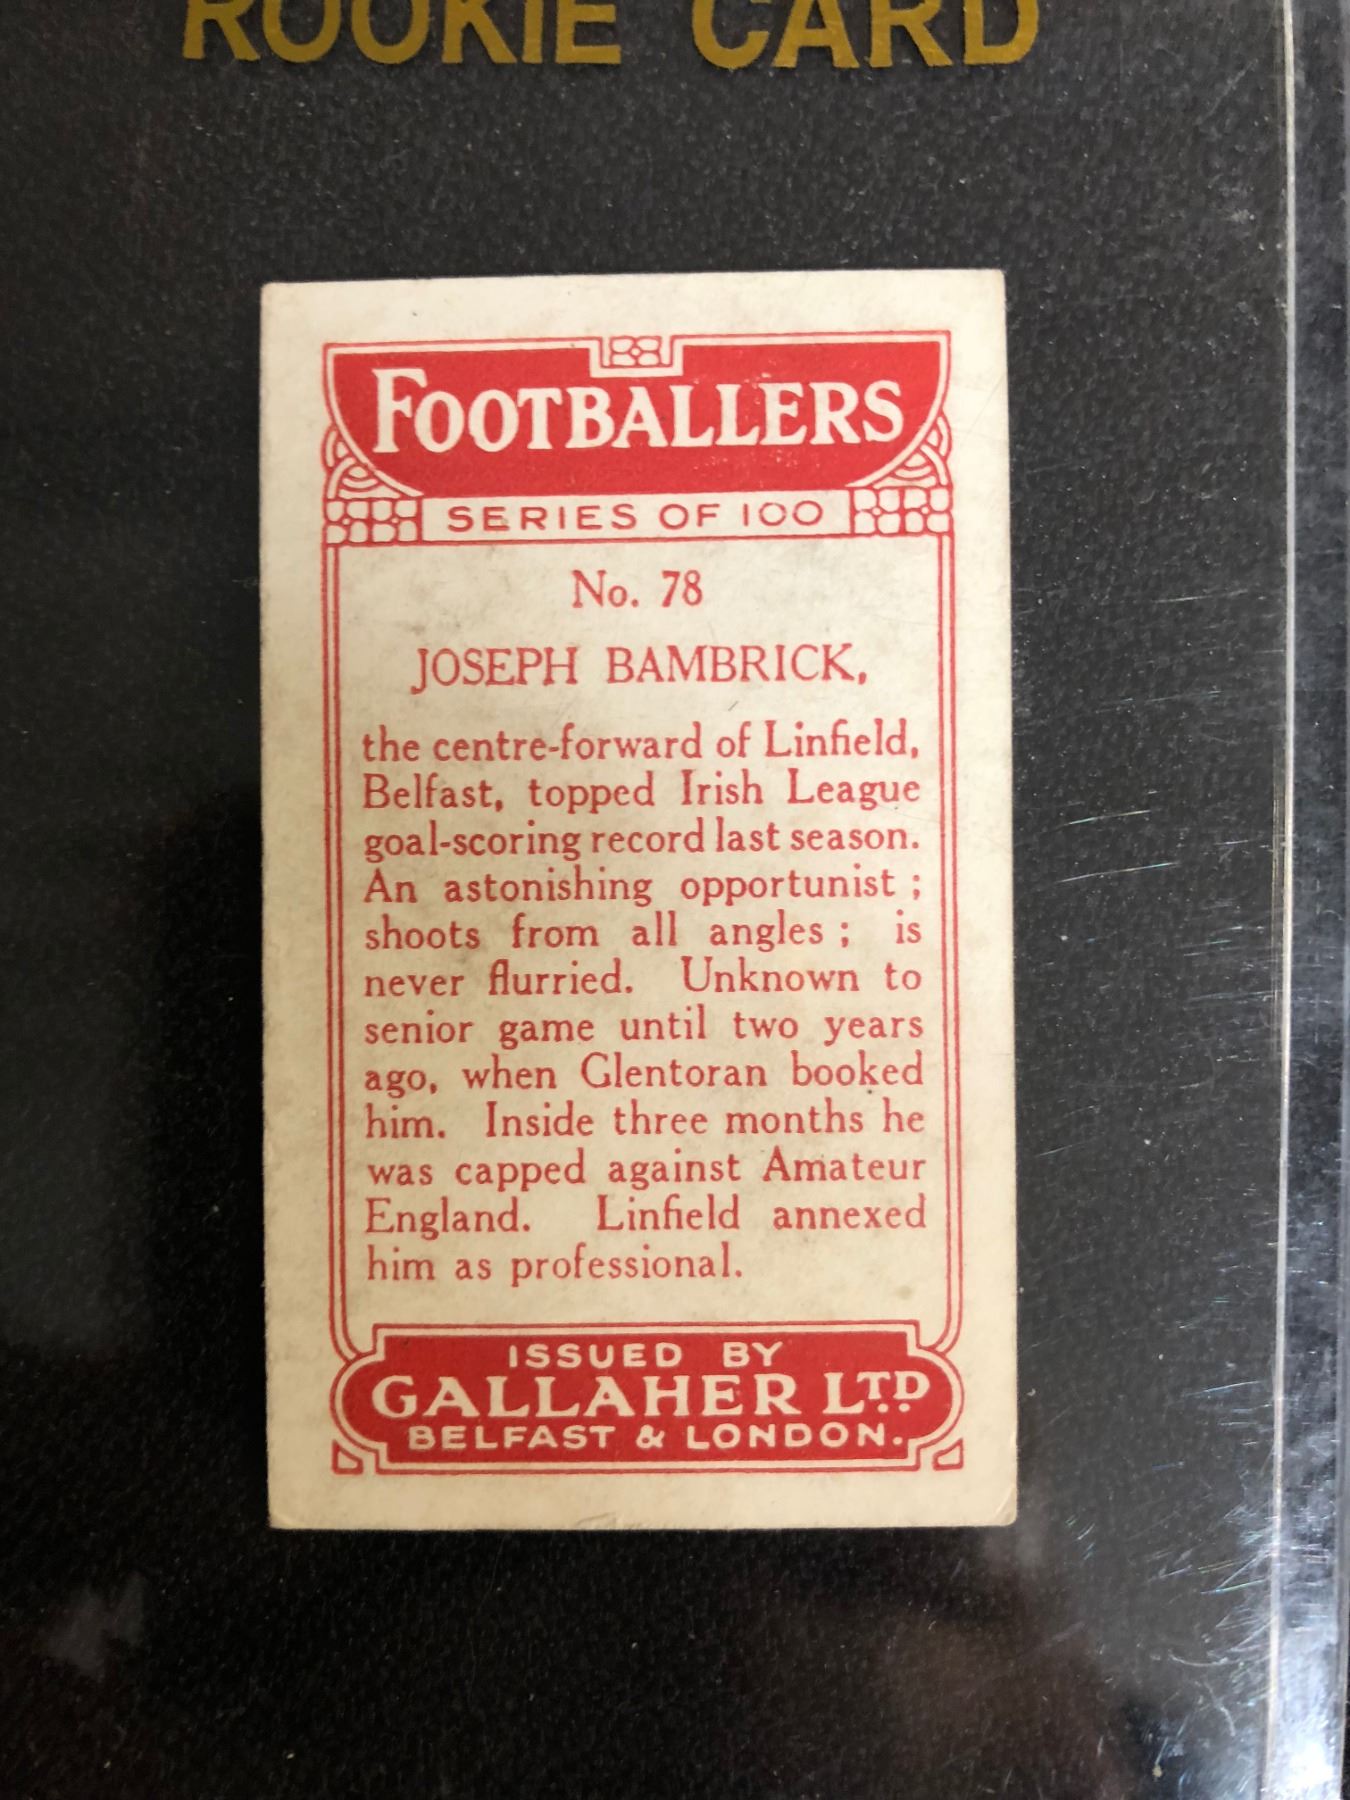 ROOKIE CARD
FOOTBALLERS
SERIES OF 100
No. 78
JOSEPH BAMBRICK,
the centre-forward of Linfield,
Belfast, topped Irish League
goal-scoring record last season.
An astonishing opportunist ;
shoots from all angles ; is
never flurried. Unknown to
senior game until two years
ago, when Glentoran booked
him. Inside three months he
was capped against Amateur
England. Linfield annexed
him as professional.
ISSUED BY
GALLAHER LTD.
BELFAST & LONDON.